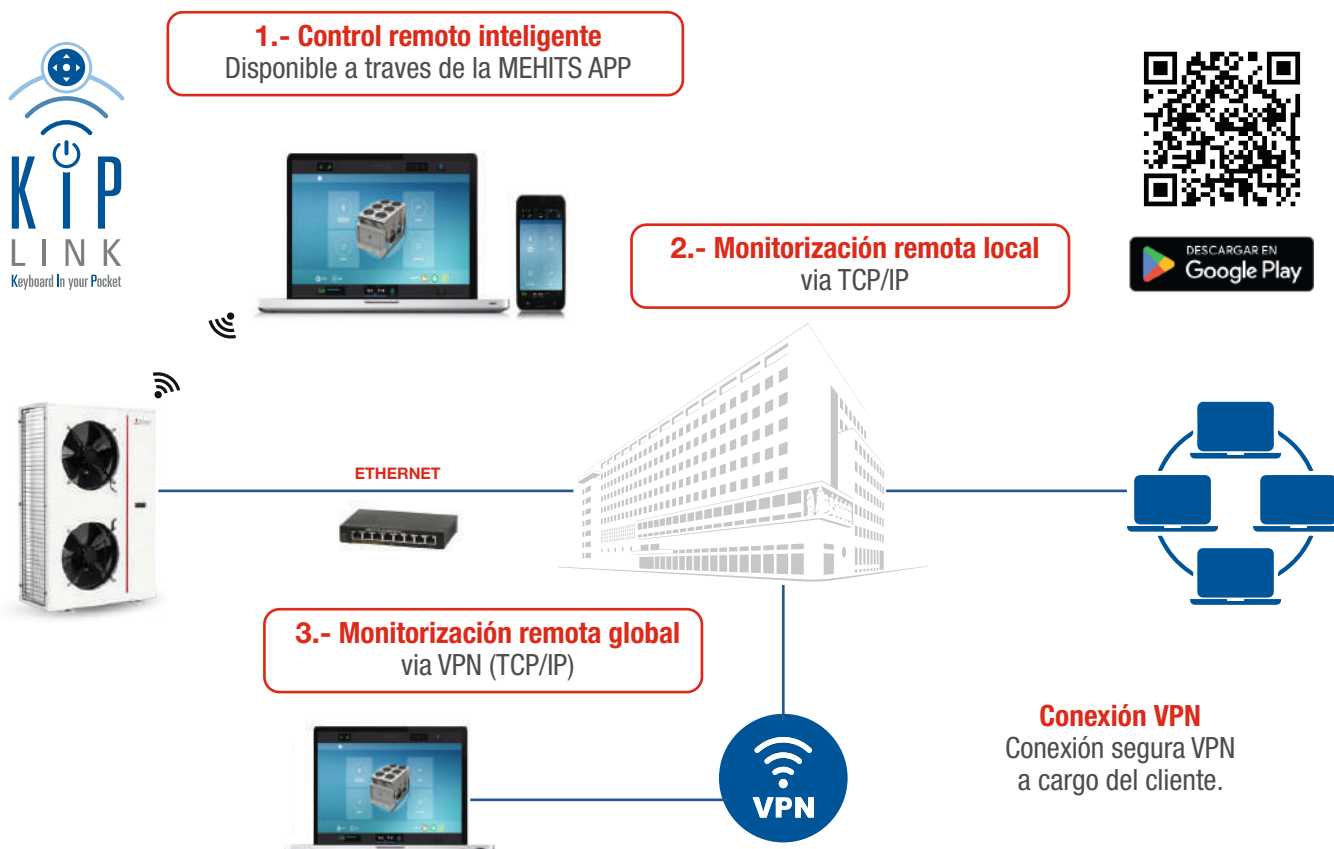 1.- Control remoto inteligente
Disponible a traves de la MEHITS APP
KiP
LINK
Keyboard In your Pocket
DESCARGAR EN
Google Play
2.- Monitorización remota local
via TCP/IP
ETHERNET
3.- Monitorización remota global
via VPN (TCP/IP)
VPN
Conexión VPN
Conexión segura VPN
a cargo del cliente.